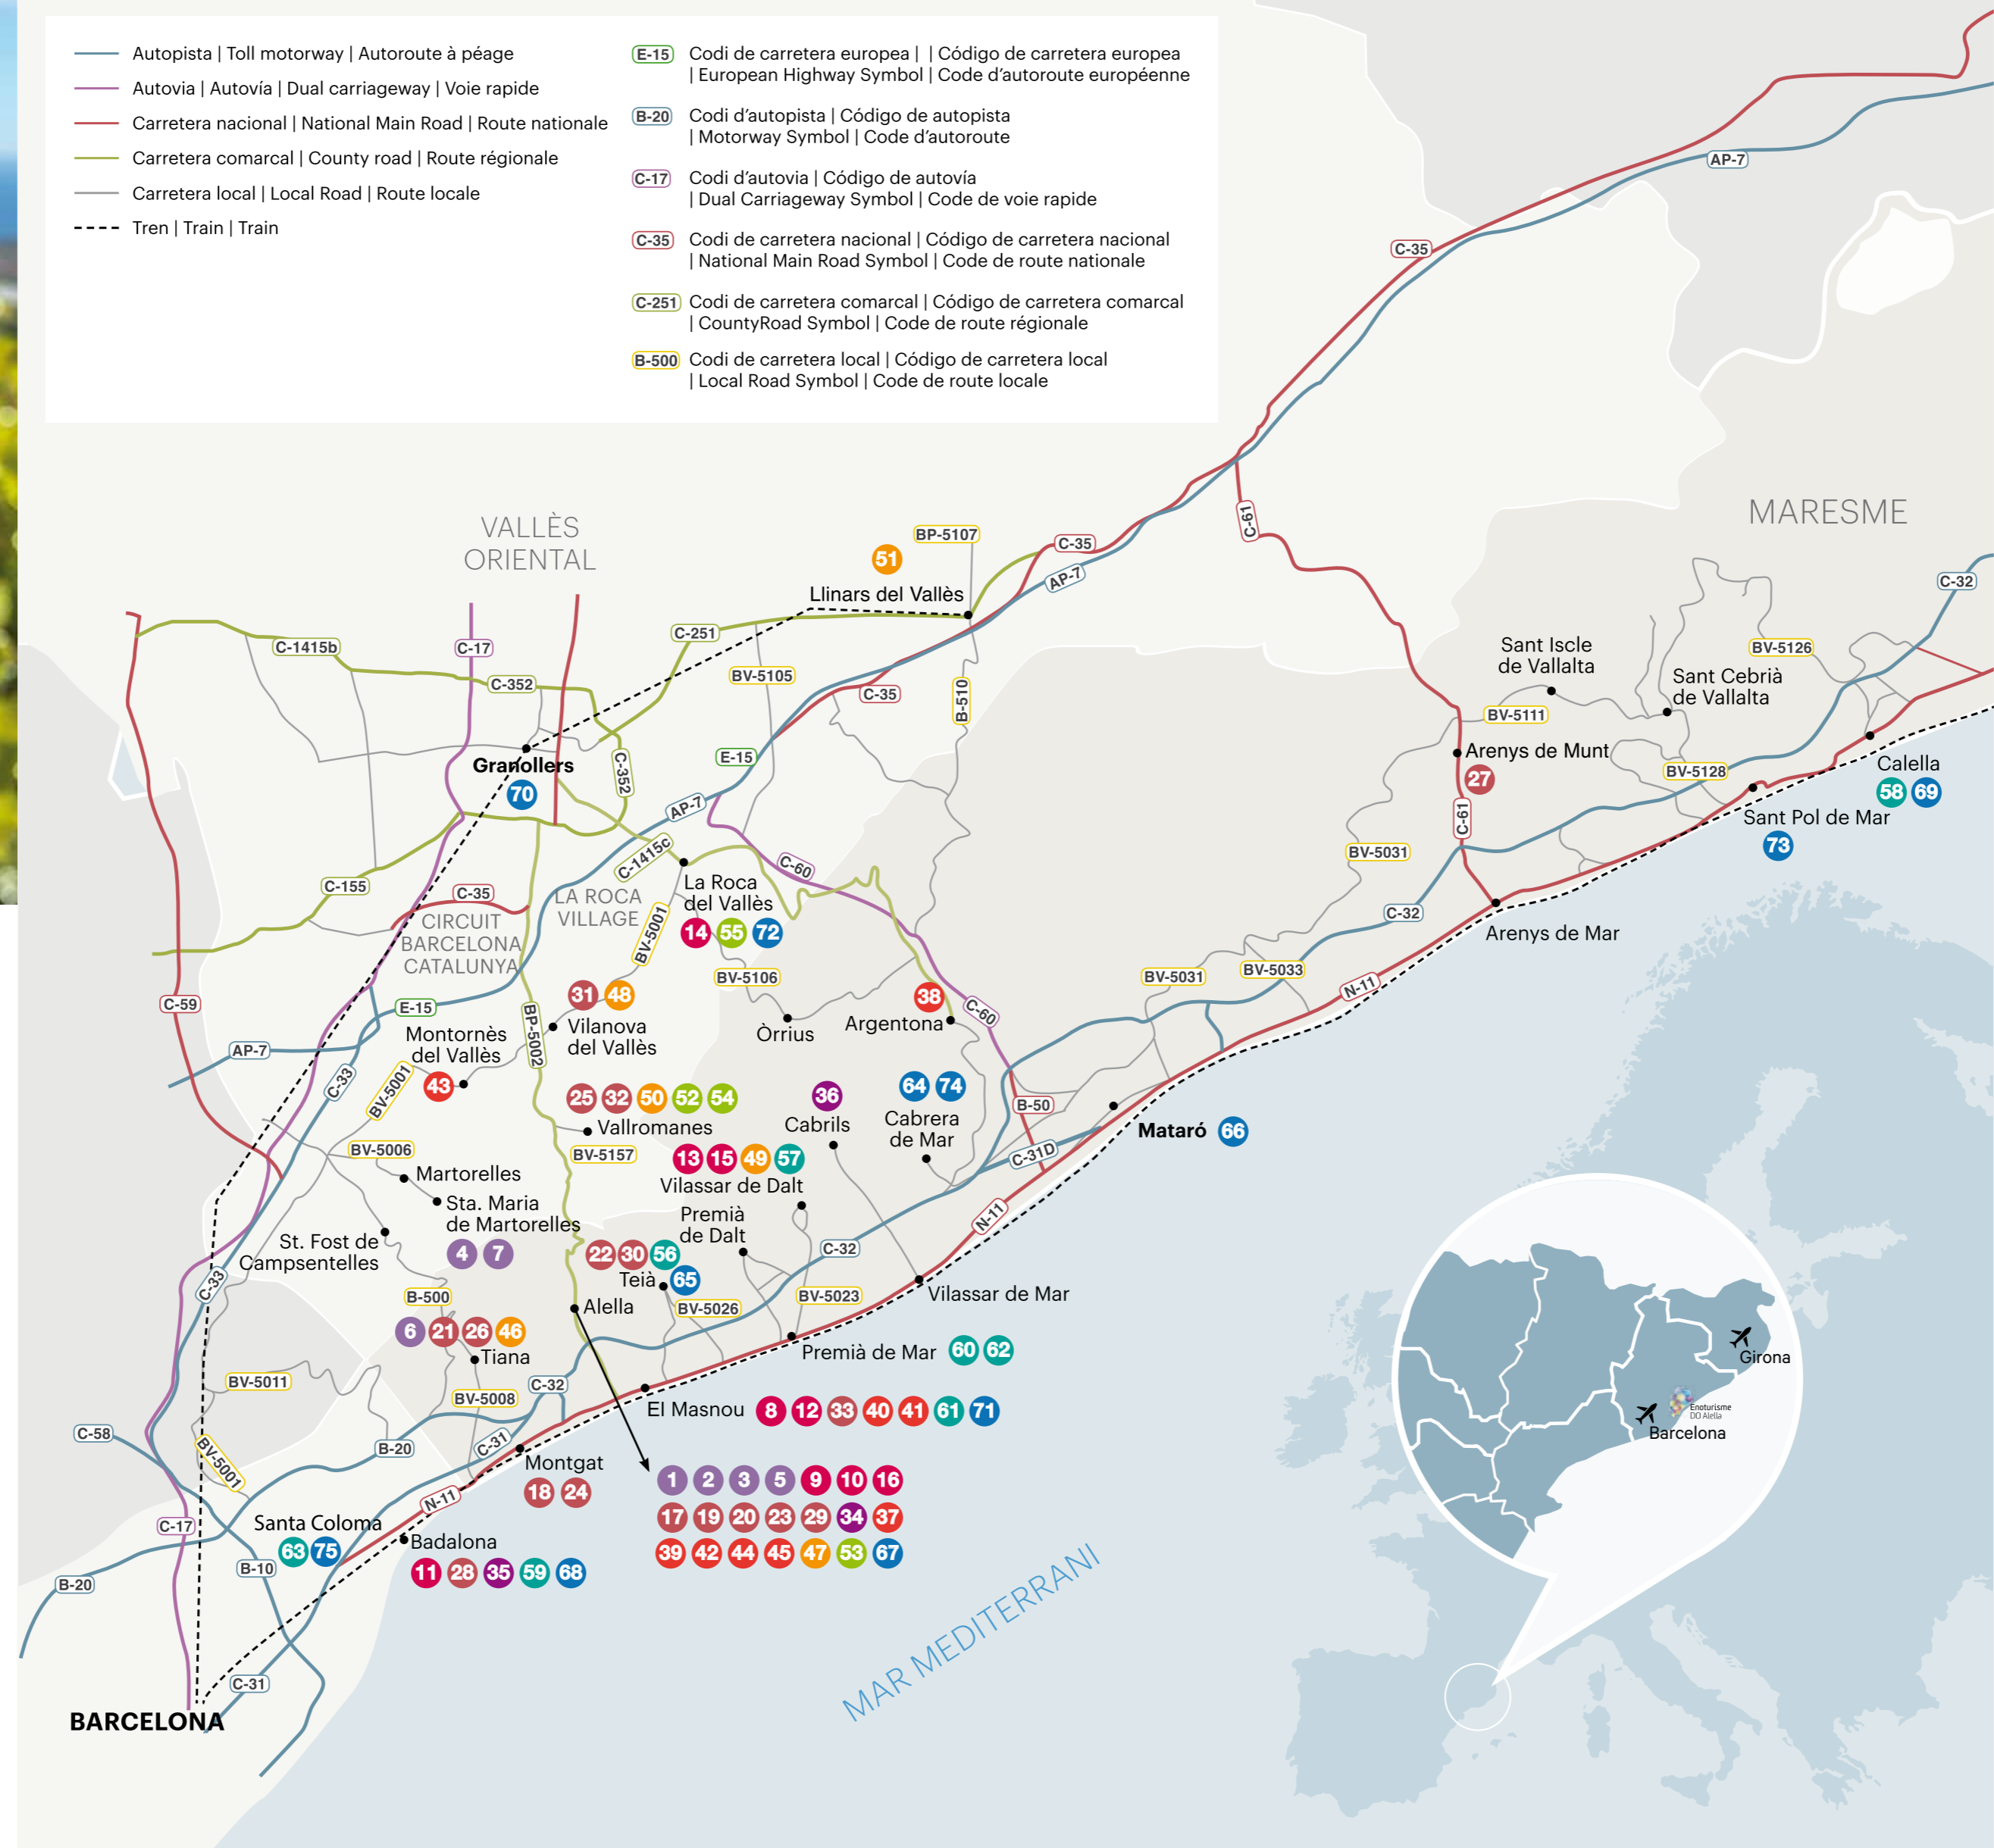 Autopista | Toll motorway | Autoroute à péage
Autovia | Autovía | Dual carriageway | Voie rapide
Carretera nacional | National Main Road | Route nationale
Carretera comarcal | County road | Route régionale
Carretera local | Local Road | Route locale
Tren | Train | Train
E-15 Codi de carretera europea | | Código de carretera europea
| European Highway Symbol | Code d'autoroute européenne
B-20 Codi d'autopista | Código de autopista
| Motorway Symbol | Code d'autoroute
C-17 Codi d'autovia | Código de autovía
| Dual Carriageway Symbol | Code de voie rapide
C-35 Codi de carretera nacional | Código de carretera nacional
| National Main Road Symbol | Code de route nationale
C-251 Codi de carretera comarcal | Código de carretera comarcal
| CountyRoad Symbol | Code de route régionale
B-500 Codi de carretera local | Código de carretera local
| Local Road Symbol | Code de route locale
AP-7
C-35
C-61
MARESME
VALLÈS
ORIENTAL
BP-5107
51
C-35
AP-7
Llinars del Vallès
C-32
C-251
C-1415b
C-17
C-352
BV-5105
C-35
B-510
Sant Iscle
de Vallalta
BV-5126
Sant Cebrià
de Vallalta
BV-5111
Arenys de Munt
27
C-61
BV-5128
Calella
58 69
Sant Pol de Mar
73
E-15
C-352
Granollers
70
AP-7
C-1415c
C-60
BV-5031
C-155
C-35
LA ROCA
VILLAGE
La Roca
del Vallès
14 55 72
CIRCUIT
BARCELONA
CATALUNYA
BV-5001
C-32
Arenys de Mar
BV-5106
BV-5031
BV-5033
N-11
C-59
E-15
31 48
38
C-60
Montornès
del Vallès
BP-5002
Vilanova
del Vallès
Òrrius
Argentona
AP-7
C-33
BV-5001
43
25 32 50 52 54
36
64 74
Vallromanes
Cabrils
Cabrera
de Mar
B-50
Mataró 66
BV-5006
BV-5157
13 15 49 57
C-31D
Martorelles
Vilassar de Dalt
Sta. Maria
de Martorelles
Premià
de Dalt
N-11
St. Fost de
Campsentelles
4 7
22 30 56
C-32
Teià 65
C-33
B-500
Alella
BV-5026
BV-5023
Vilassar de Mar
6 21 26 46
Tiana
Premià de Mar 60 62
BV-5011
BV-5008
C-32
El Masnou 8 12 33 40 41 61 71
C-58
BV-5001
B-20
C-31
Montgat
18 24
1 2 3 5 9 10 16
17 19 20 23 29 34 37
39 42 44 45 47 53 67
N-11
C-17
Santa Coloma
63 75
Badalona
11 28 35 59 68
B-10
B-20
C-31
BARCELONA
MAR MEDITERRANI
Girona
Enoturisme
DO Alella
Barcelona